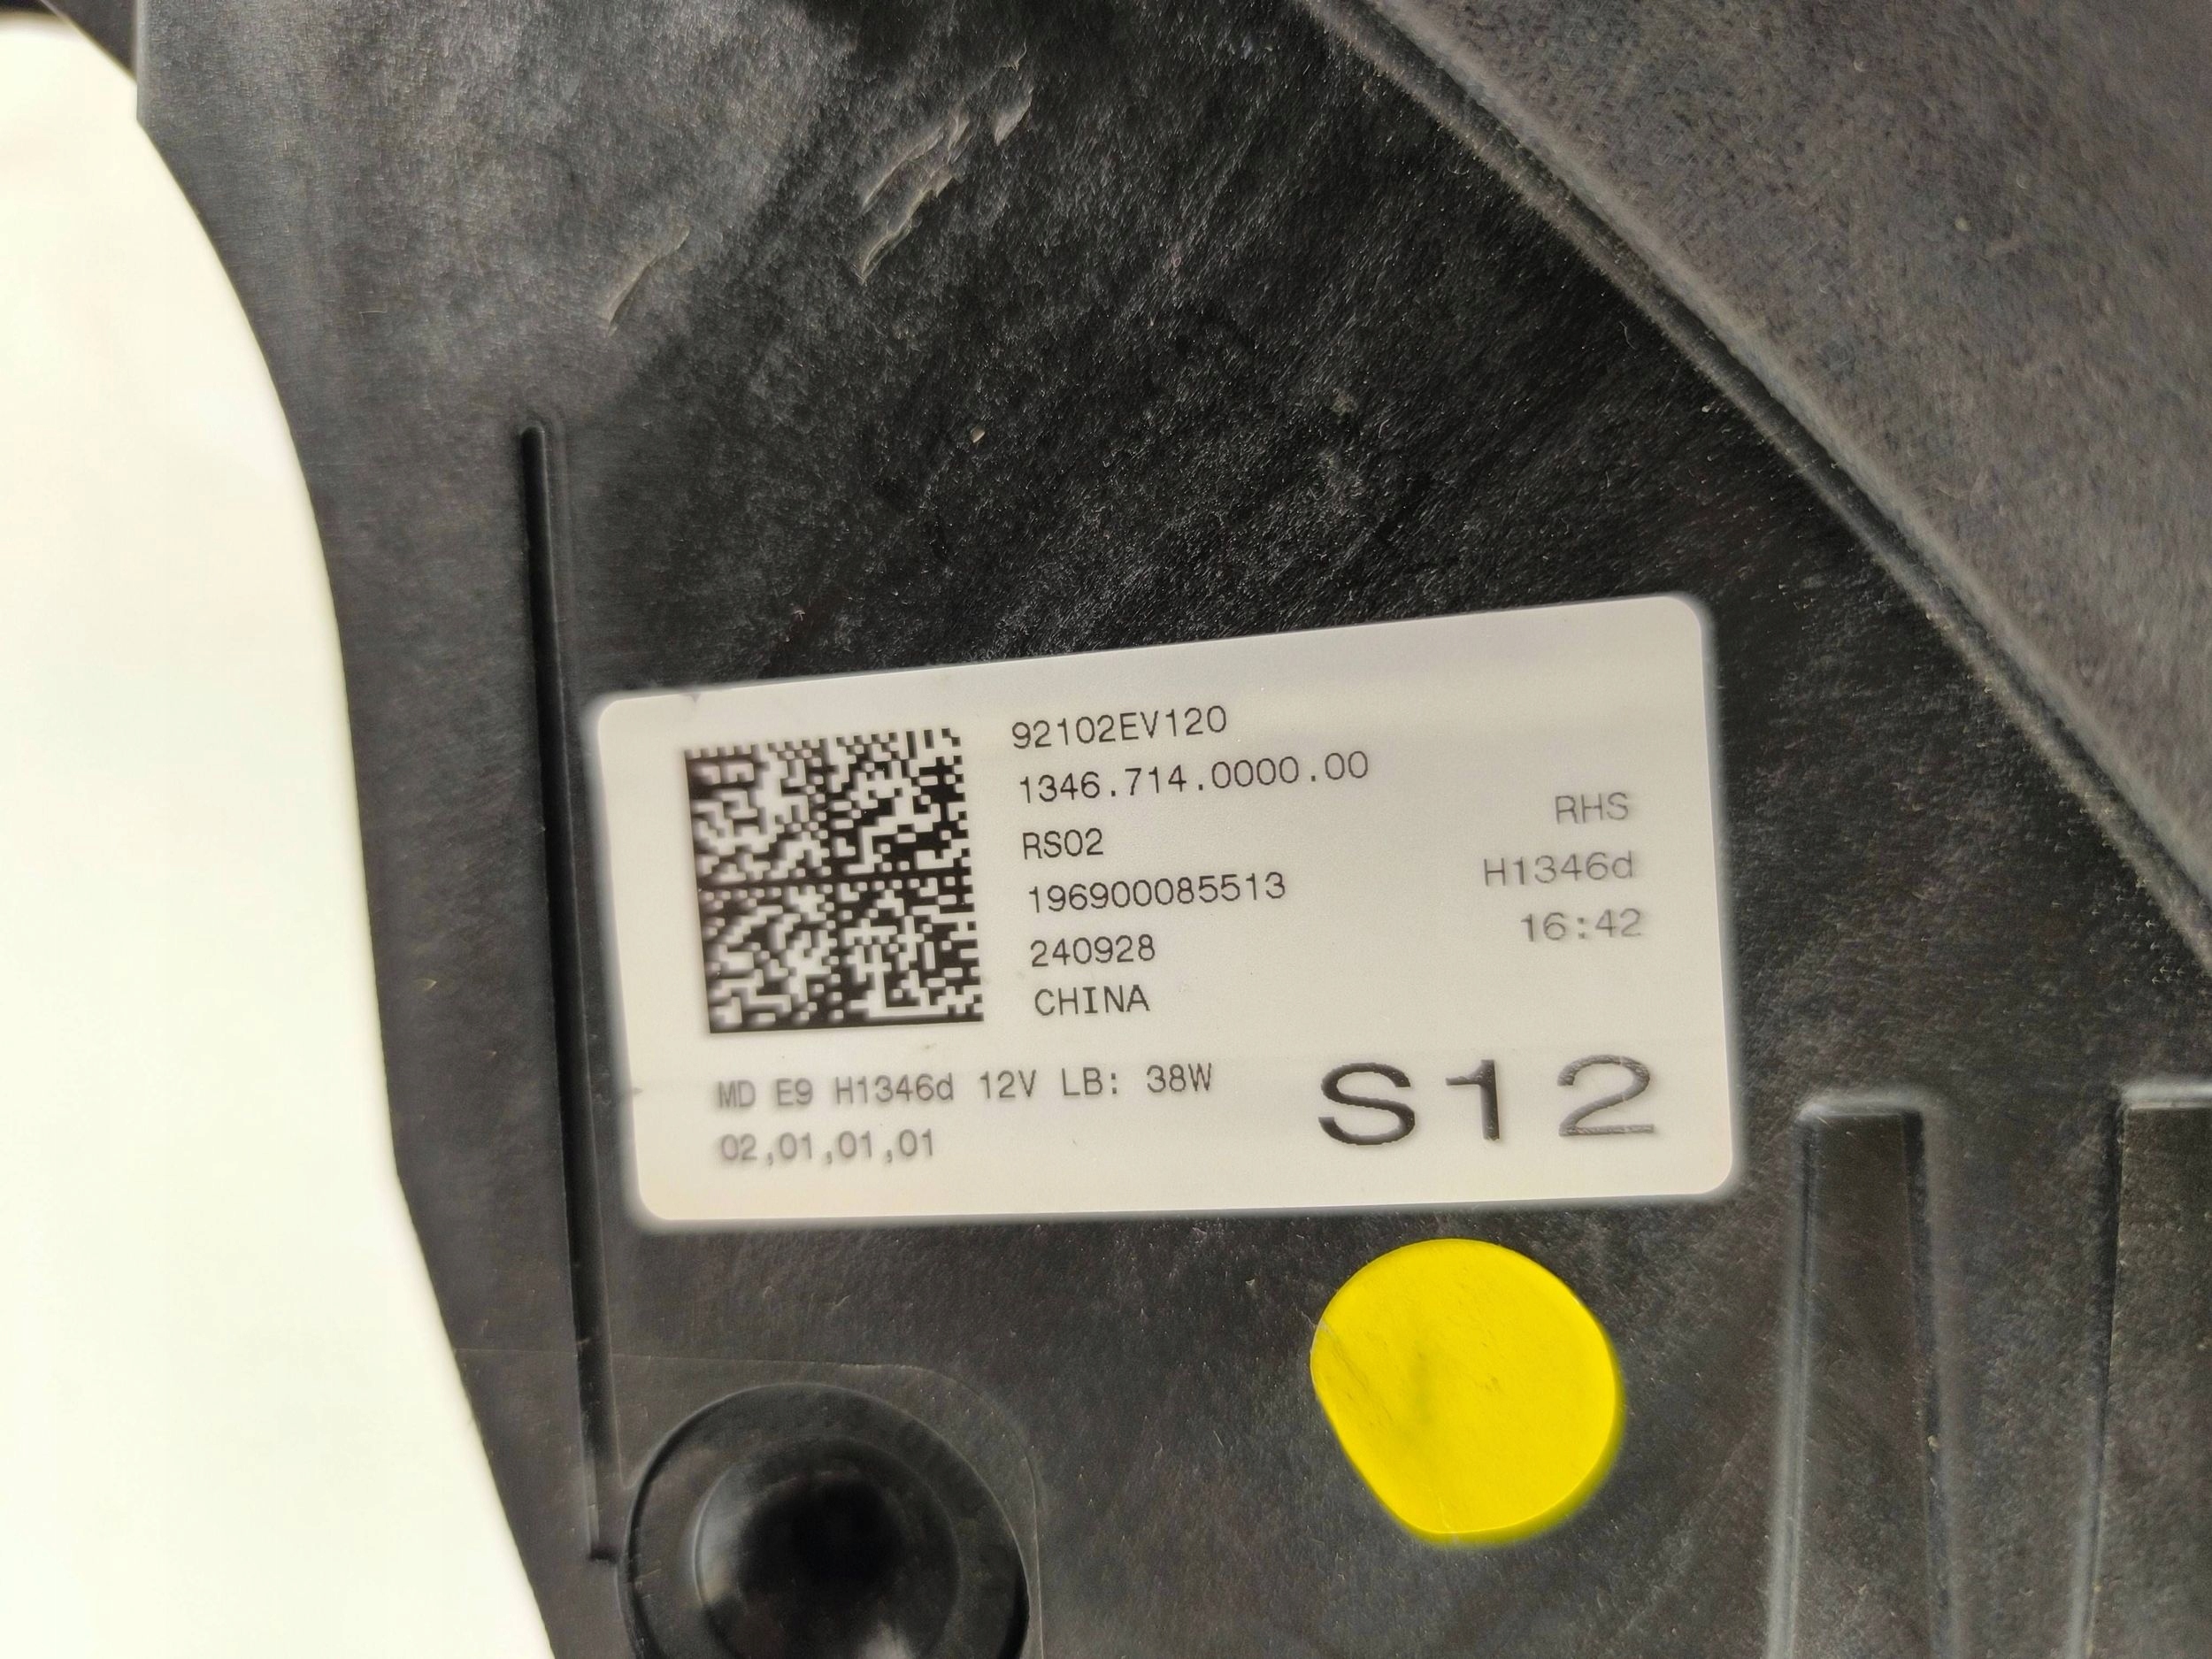 92102EV120
1346.714.0000.00
RS02
196900085513
240928
CHINA
RHS
H1346d
16:42
MD E9 H1346d 12V LB: 38W
02,01,01,01
S12